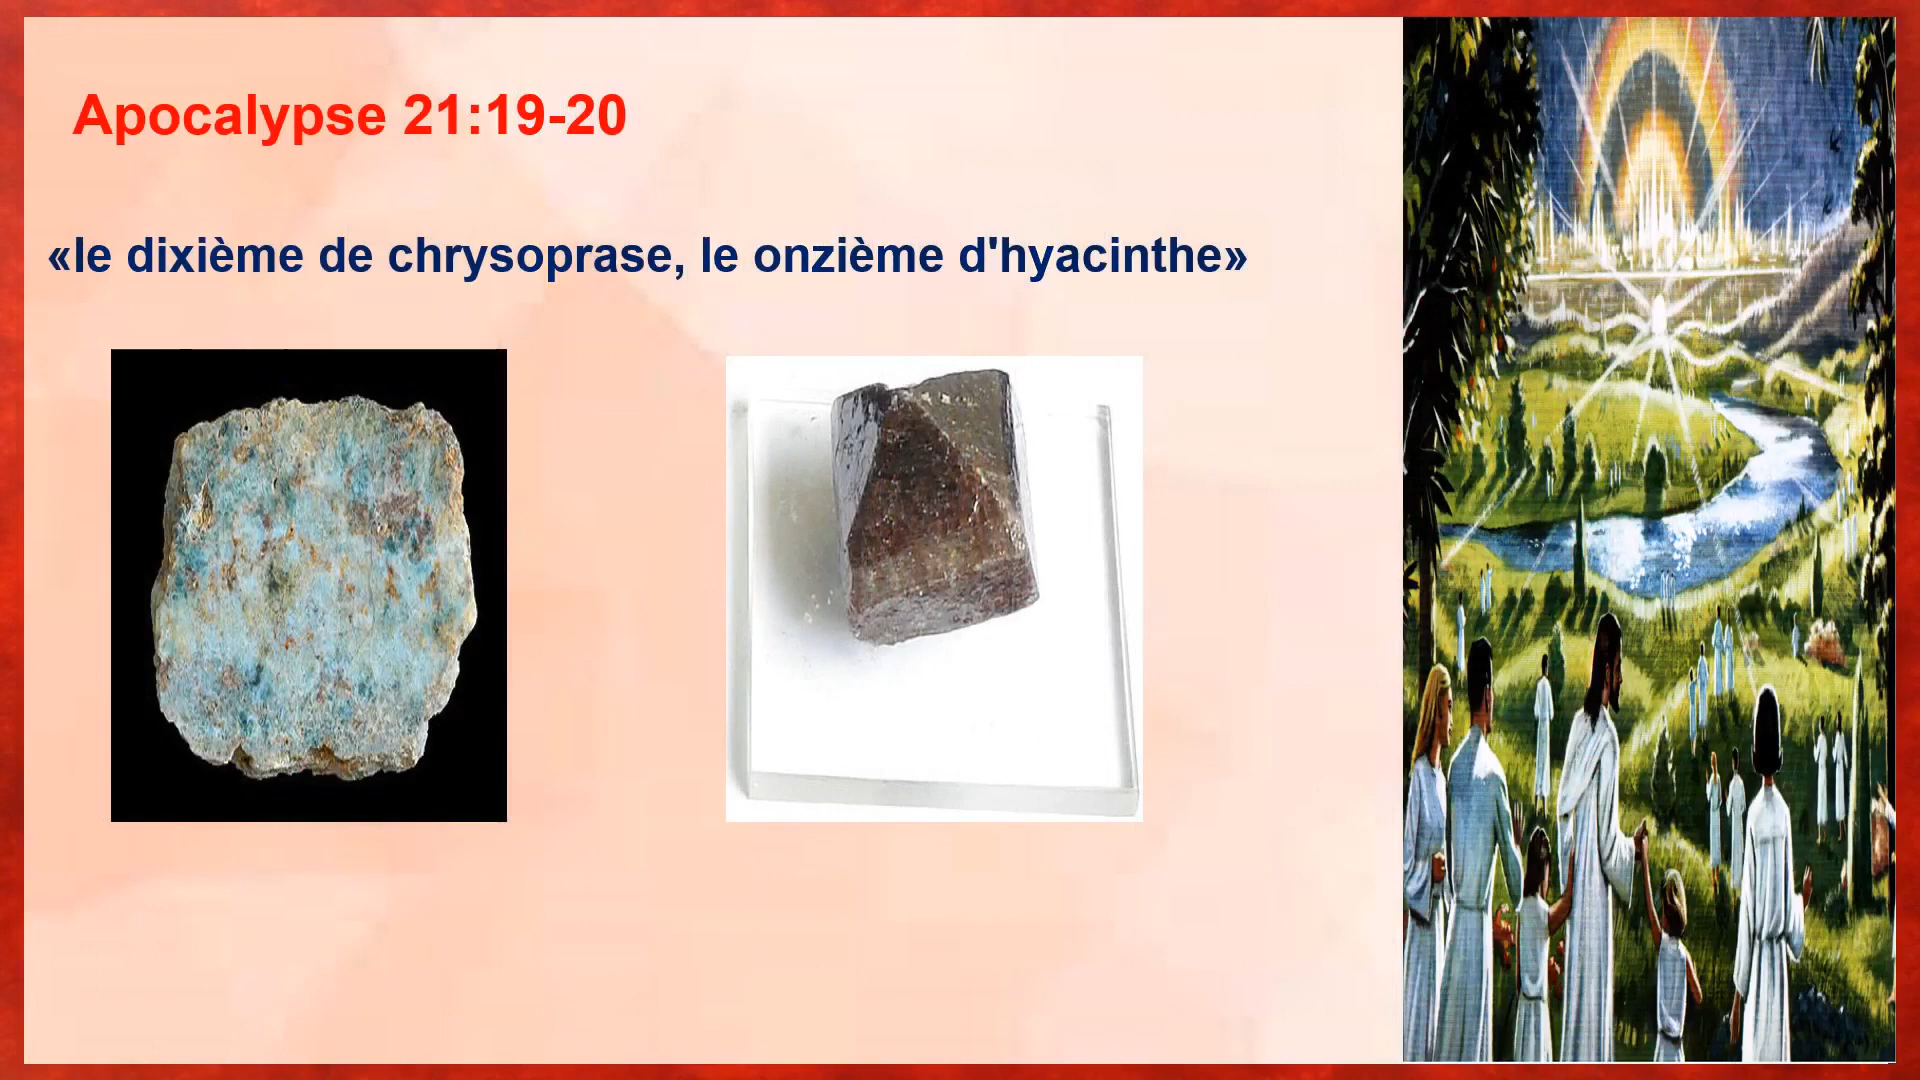 Apocalypse 21:19-20
«le dixième de chrysoprase, le onzième d'hyacinthe»